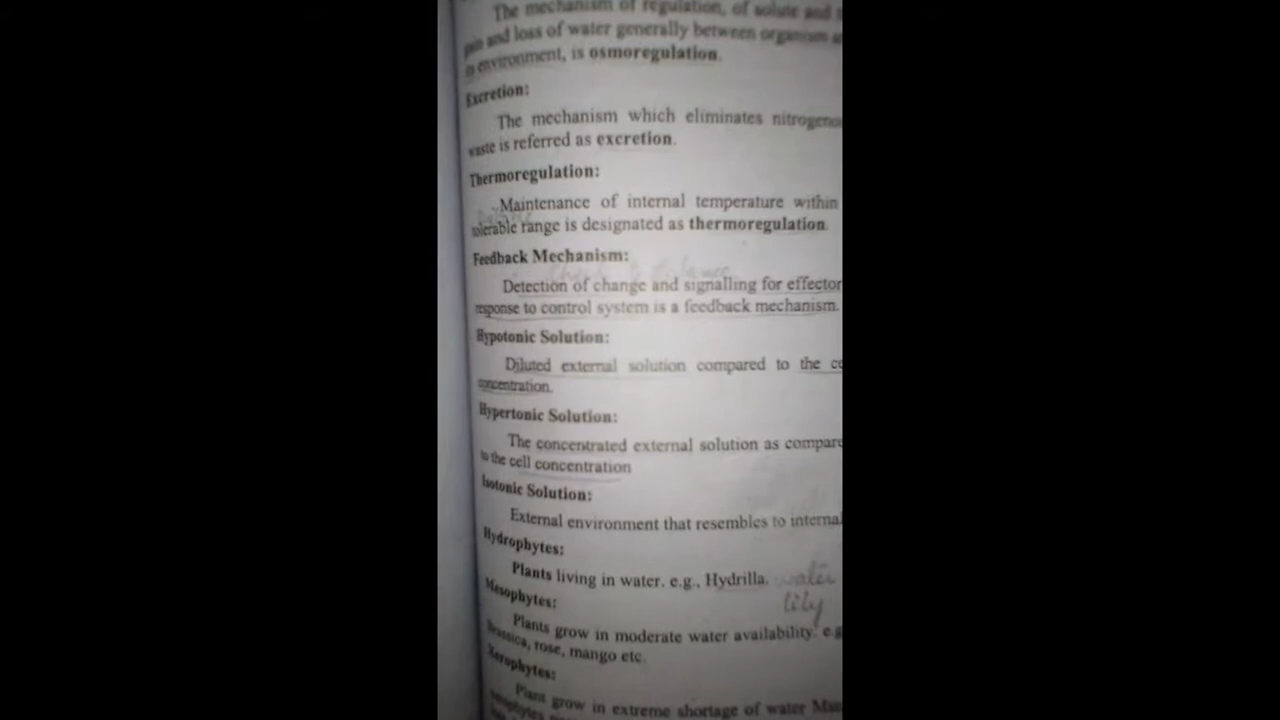 The mechanism of regulation, of solute and
gain and loss of water generally between organism
environment, is osmoregulation.
Excretion:
The mechanism which eliminates
waste is referred as excretion.
Thermoregulation:
Maintenance of internal temperature within
tolerable range is designated as thermoregulation.
Feedback Mechanism:
Detection of change and signalling for effector
response to control system is a feedback mechanism.
Hypotonic Solution:
Diluted external solution compared to the
concentration.
Hypertonic Solution:
The concentrated external solution as
to the cell concentration
Isotonic Solution:
External environment that resembles to internal
Hydrophytes:
Plants living in water. e.g., Hydrilla. water
lily
Mesophytes:
Plants grow in moderate water availability.
Brassica, rose, mango etc.
Xerophytes:
Plant grow in extreme shortage of water